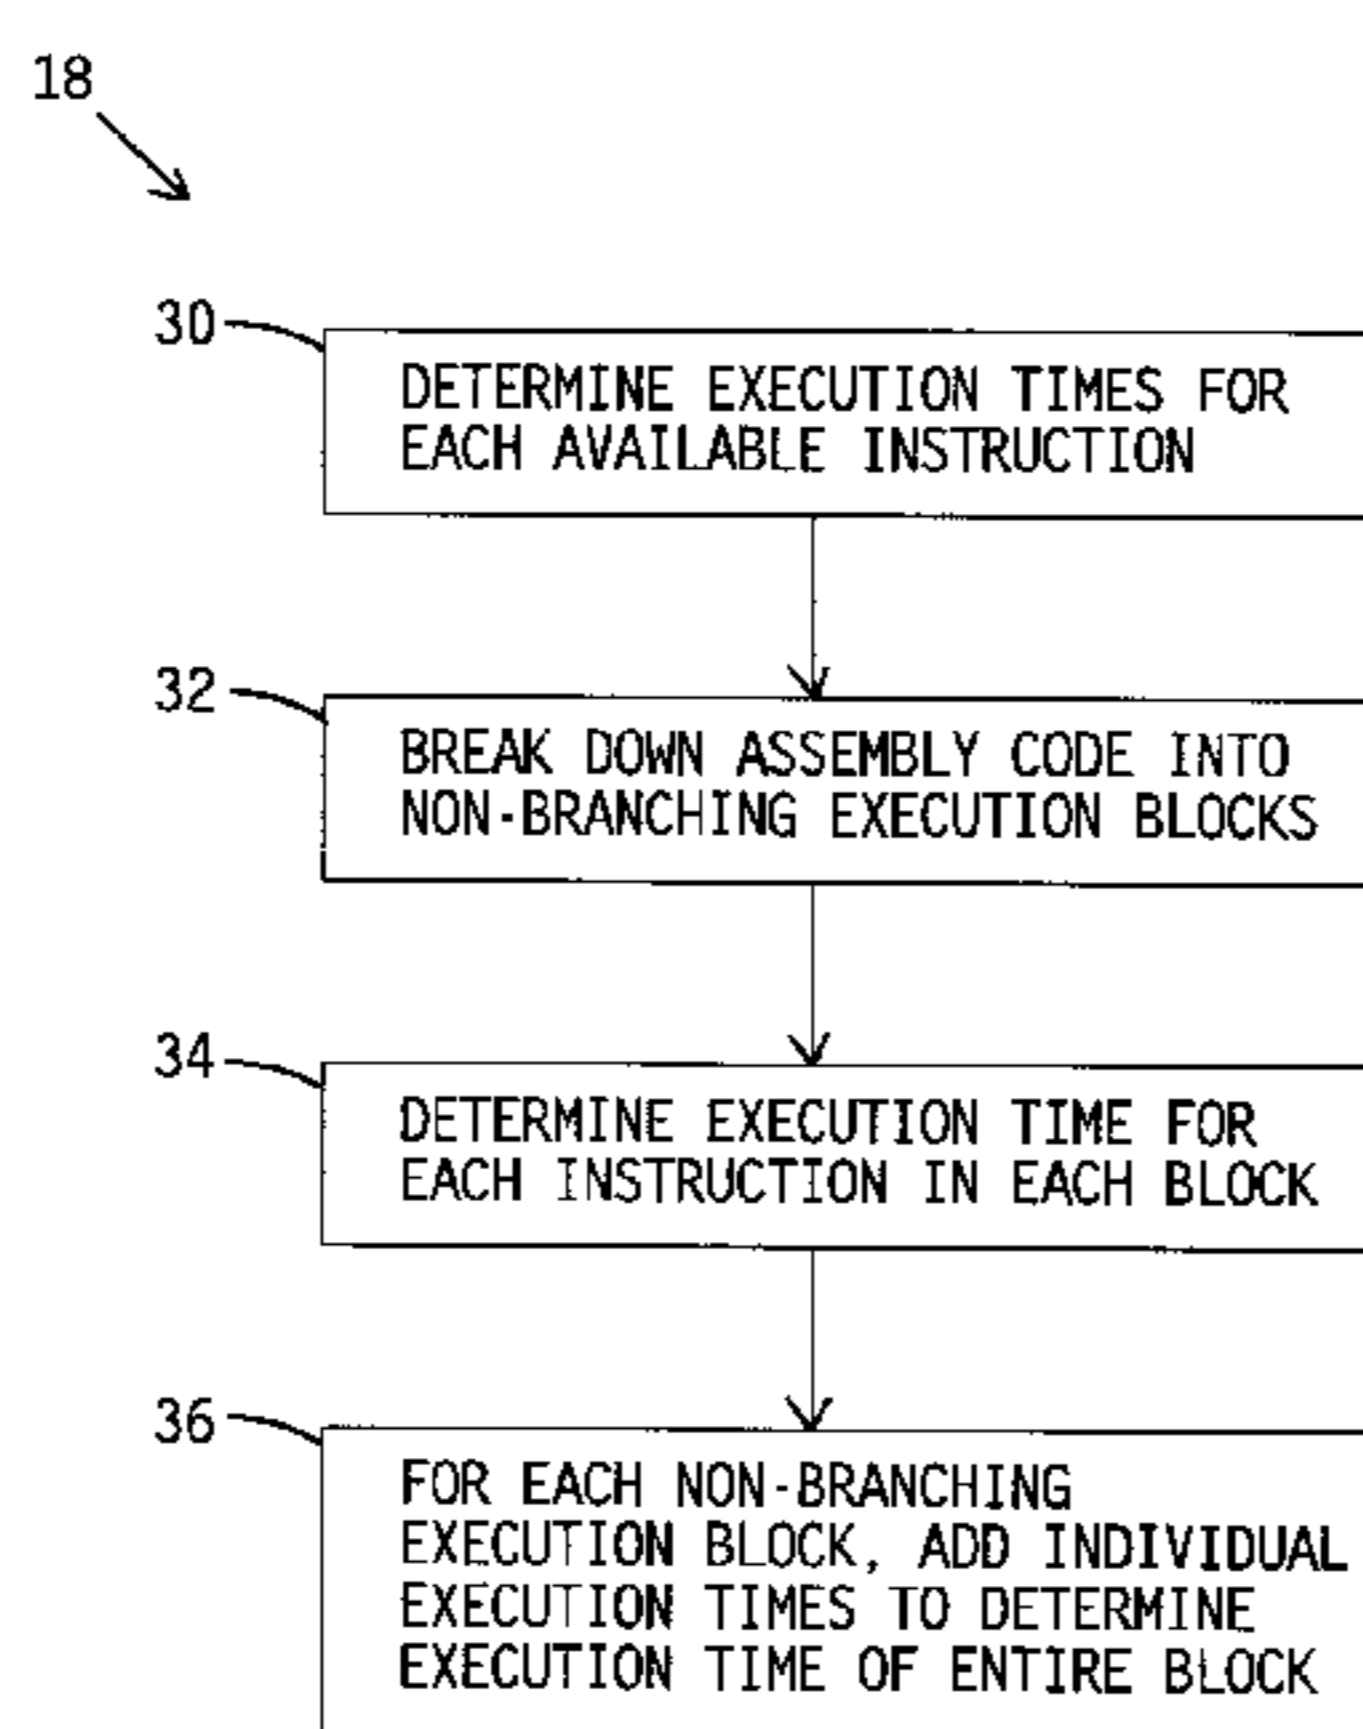 18
30
DETERMINE EXECUTION TIMES FOR
EACH AVAILABLE INSTRUCTION
32
BREAK DOWN ASSEMBLY CODE INTO
NON-BRANCHING EXECUTION BLOCKS
34
DETERMINE EXECUTION TIME FOR
EACH INSTRUCTION IN EACH BLOCK
36
FOR EACH NON-BRANCHING
EXECUTION BLOCK, ADD INDIVIDUAL
EXECUTION TIMES TO DETERMINE
EXECUTION TIME OF ENTIRE BLOCK